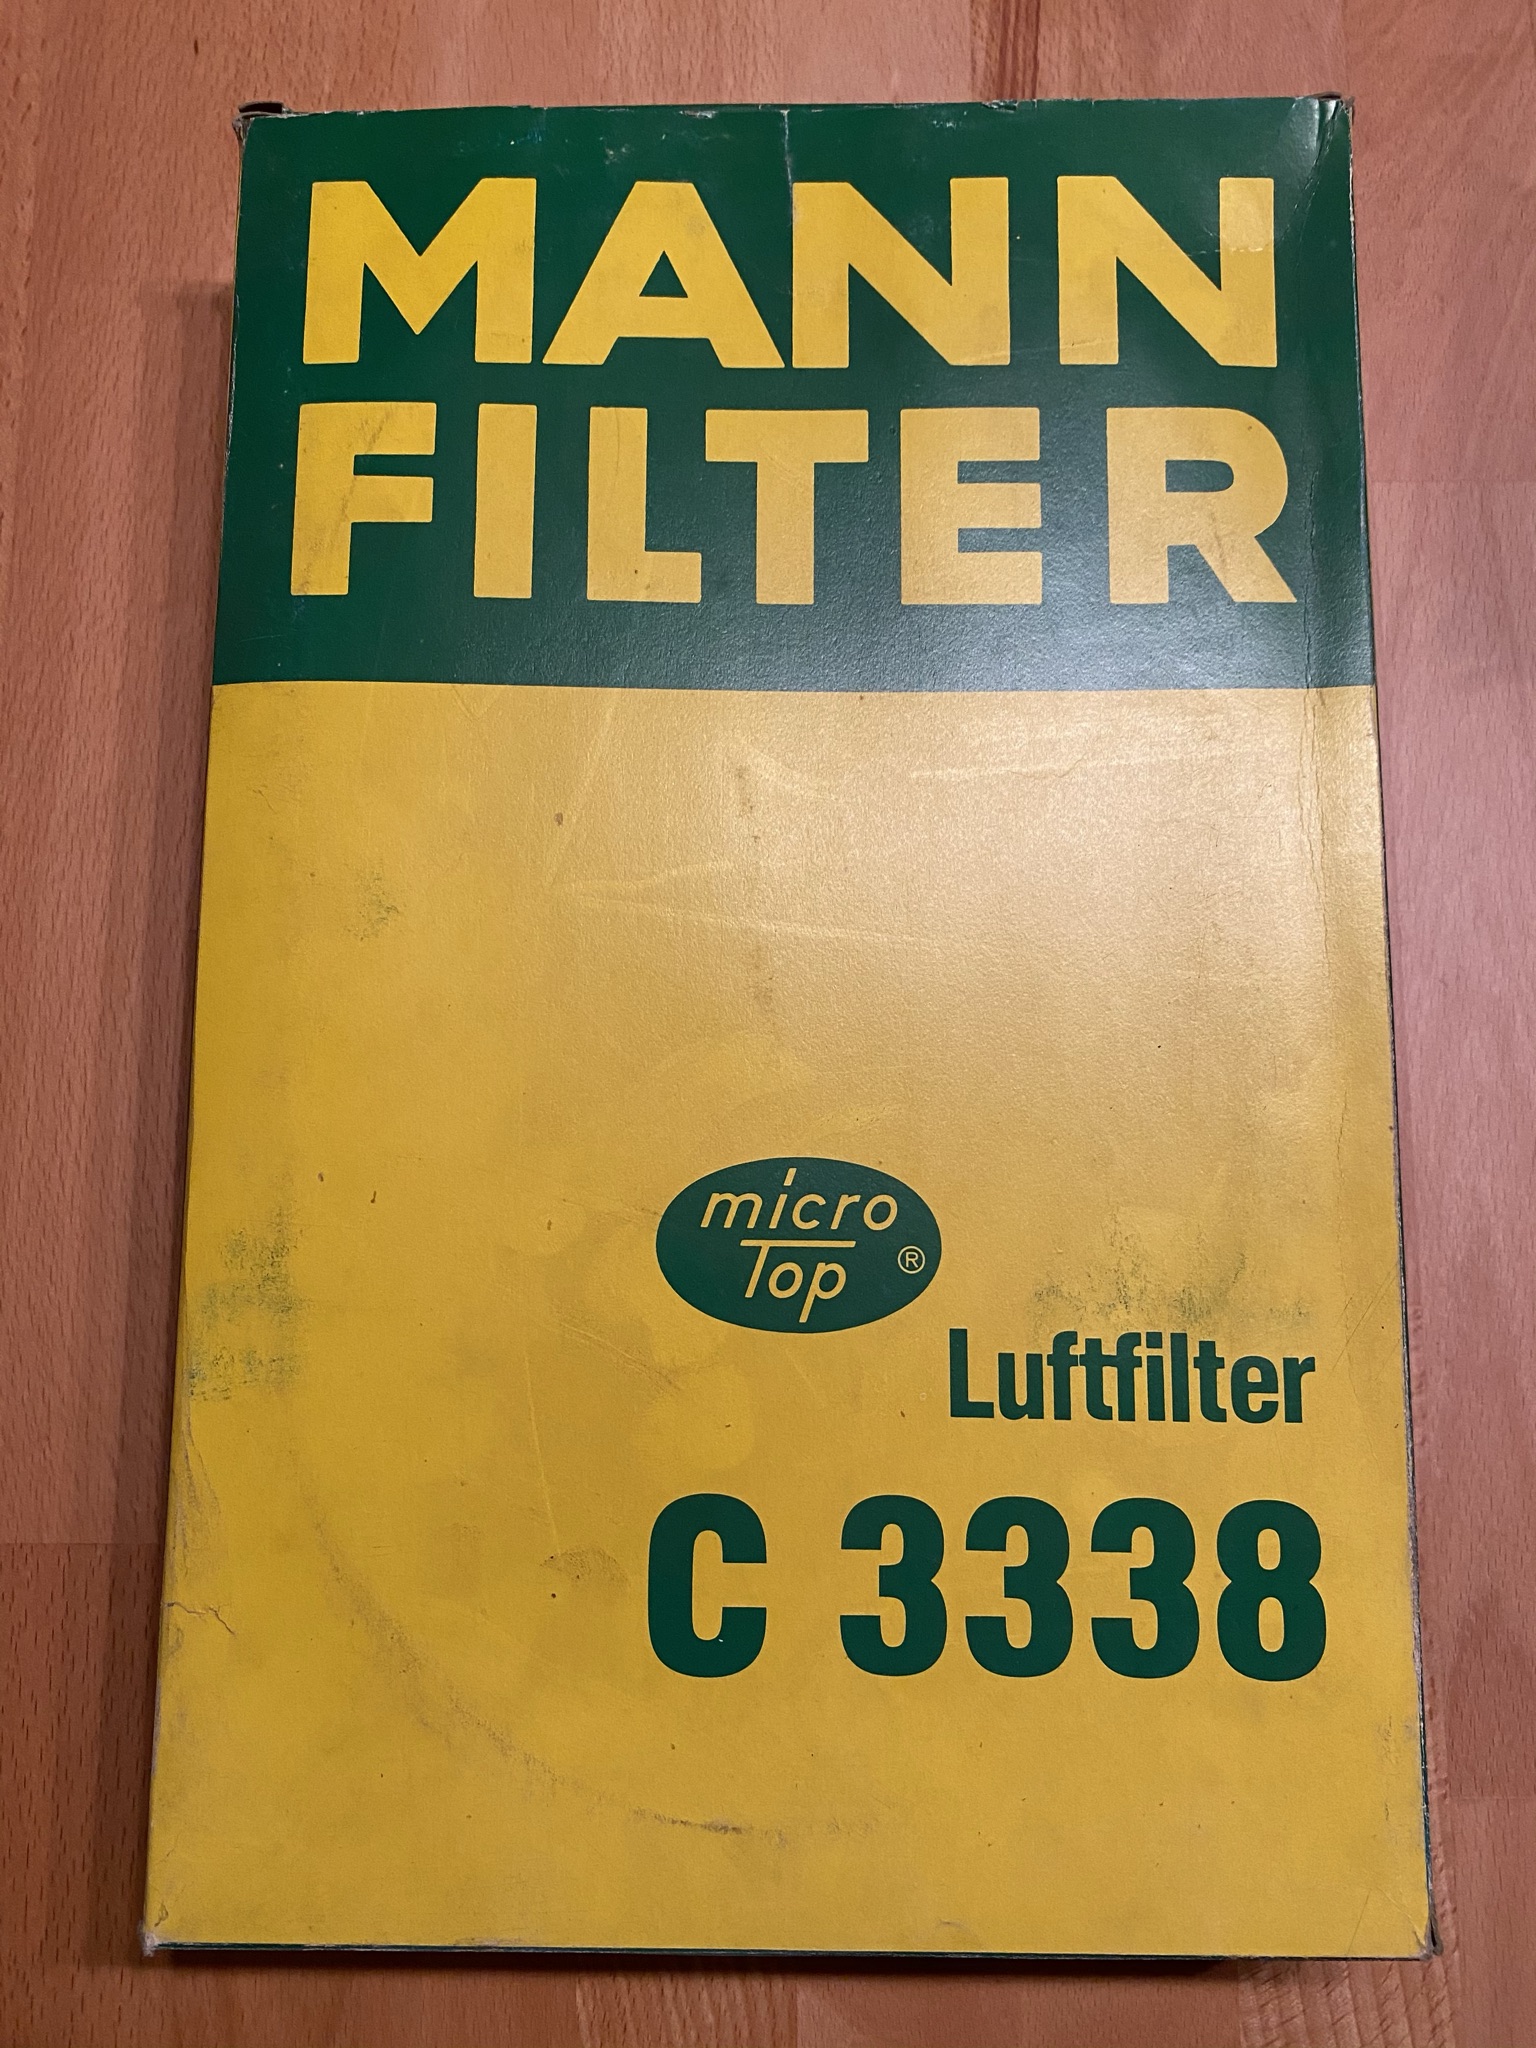 MANN
FILTER
micro
Top ®
Luftfilter
C 3338